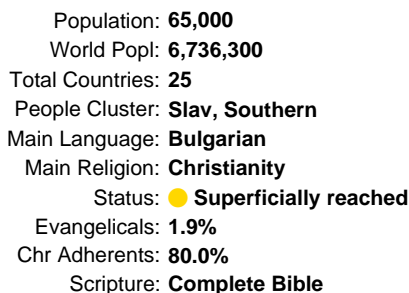 Population: 65,000
World Popl: 6,736,300
Total Countries: 25
People Cluster: Slav, Southern
Main Language: Bulgarian
Main Religion: Christianity
Status: Superficially reached
Evangelicals: 1.9%
Chr Adherents: 80.0%
Scripture: Complete Bible